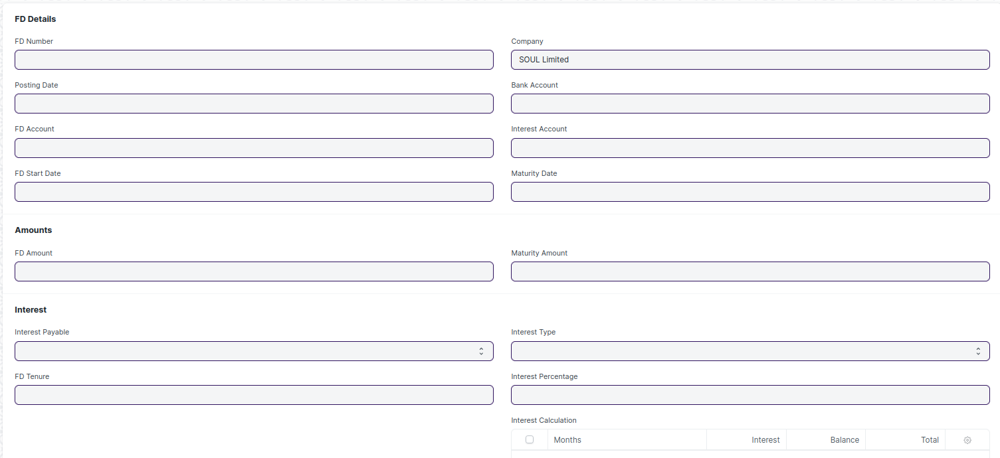 FD Details
FD Number
Company
SOUL Limited
Posting Date
Bank Account
FD Account
Interest Account
FD Start Date
Maturity Date
Amounts
FD Amount
Maturity Amount
Interest
Interest Payable
Interest Type
FD Tenure
Interest Percentage
Interest Calculation
Months Interest Balance Total